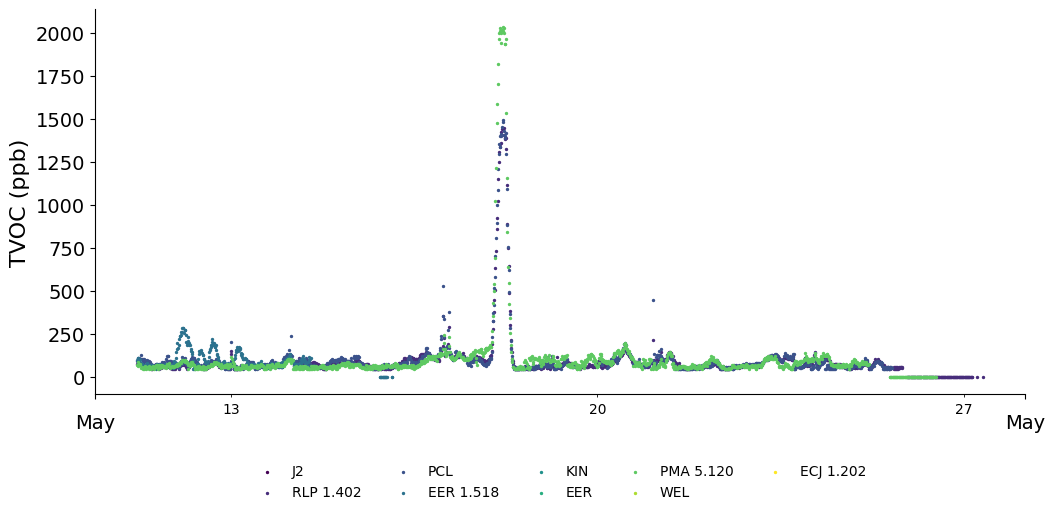 TVOC (ppb)
2000
1750
1500
1250
1000
750
500
250
0
13
20
27
May
May
J2
PCL
KIN
PMA 5.120
ECJ 1.202
RLP 1.402
EER 1.518
EER
WEL